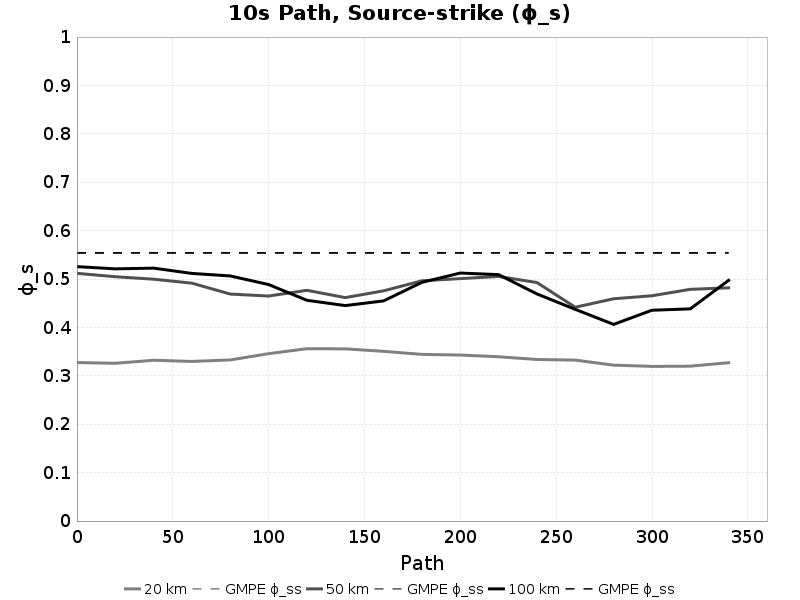 10s Path, Source-strike (ϕ_s)
1
0.9
0.8
0.7
0.6
0.5
0.4
0.3
0.2
0.1
0
ϕ_s
0 50 100 150 200 250 300 350
Path
20 km GMPE ϕ_ss 50 km GMPE ϕ_ss 100 km GMPE ϕ_ss